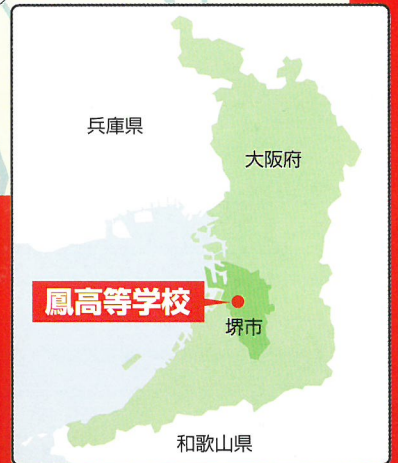 兵庫県
大阪府
鳳高等学校
堺市
和歌山県